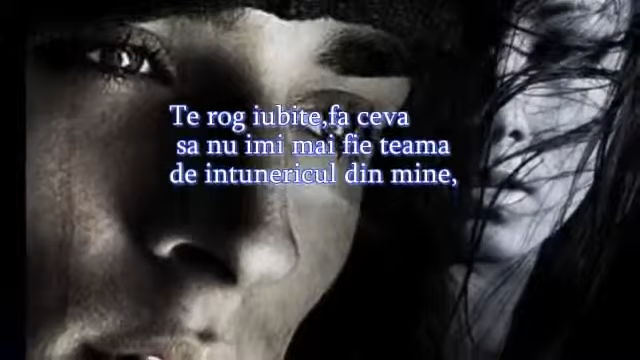 Te rog iubite,fa ceva
sa nu imi mai fie teama
de intunericul din mine,